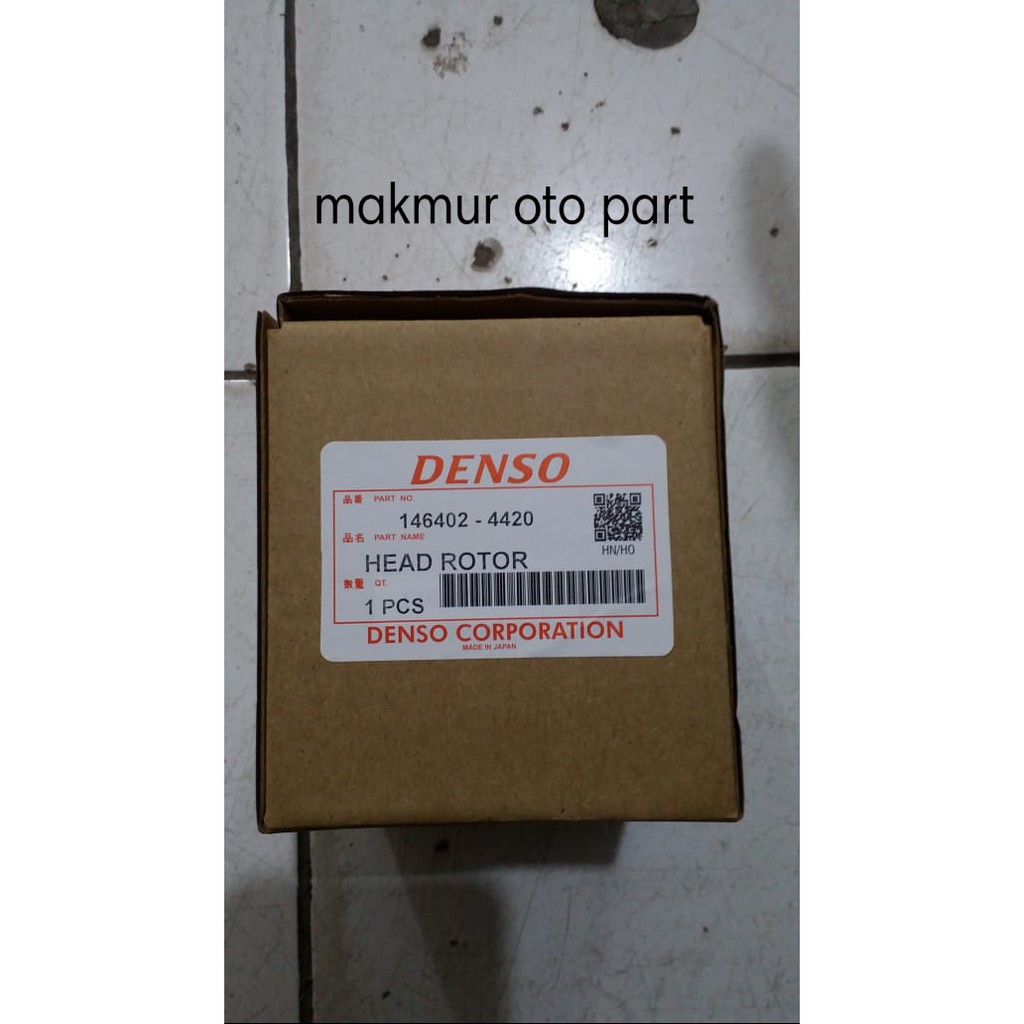 makmur oto part
DENSO
品番 PART NO.
146402 - 4420
品名 PART NAME
HN/HO
HEAD ROTOR
数量 QT.
1 PCS
DENSO CORPORATION
MADE IN JAPAN